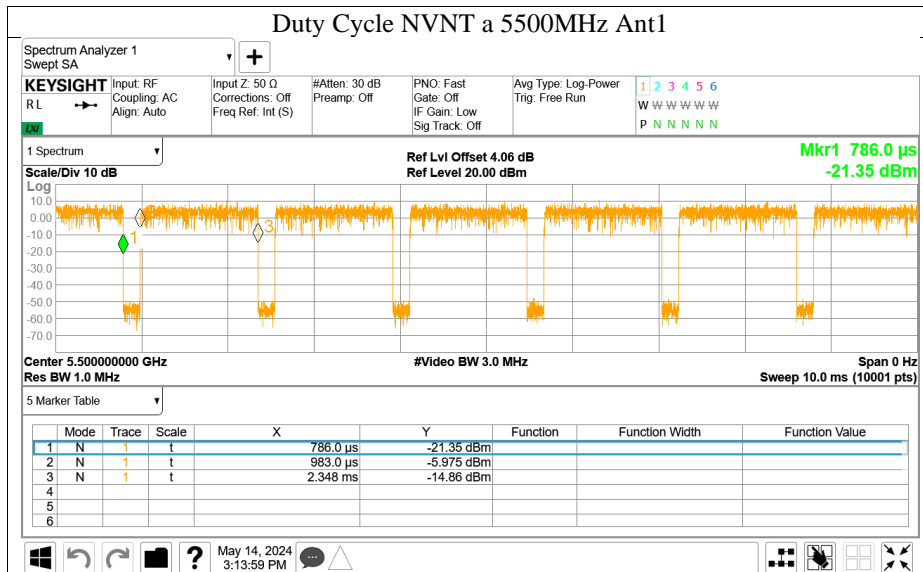 Duty Cycle NVNT a 5500MHz Ant1
Spectrum Analyzer 1
Swept SA
KEYSIGHT
R L
LXI
Input: RF
Coupling: AC
Align: Auto
Input Z: 50 Ω
Corrections: Off
Freq Ref: Int (S)
#Atten: 30 dB
Preamp: Off
PNO: Fast
Gate: Off
IF Gain: Low
Sig Track: Off
Avg Type: Log-Power
Trig: Free Run
1 2 3 4 5 6
W W W W W W
P N N N N N
1 Spectrum
Scale/Div 10 dB
Ref Lvl Offset 4.06 dB
Ref Level 20.00 dBm
Mkr1 786.0 µs
-21.35 dBm
Log
10.0
0.00
-10.0
-20.0
-30.0
-40.0
-50.0
-60.0
-70.0
1
3
Center 5.500000000 GHz
#Video BW 3.0 MHz
Span 0 Hz
Res BW 1.0 MHz
Sweep 10.0 ms (10001 pts)
5 Marker Table
Mode Trace Scale X Y Function Function Width Function Value
1 N 1 t 786.0 µs -21.35 dBm
2 N 1 t 983.0 µs -5.975 dBm
3 N 1 t 2.348 ms -14.86 dBm
4
5
6
?
May 14, 2024
3:13:59 PM